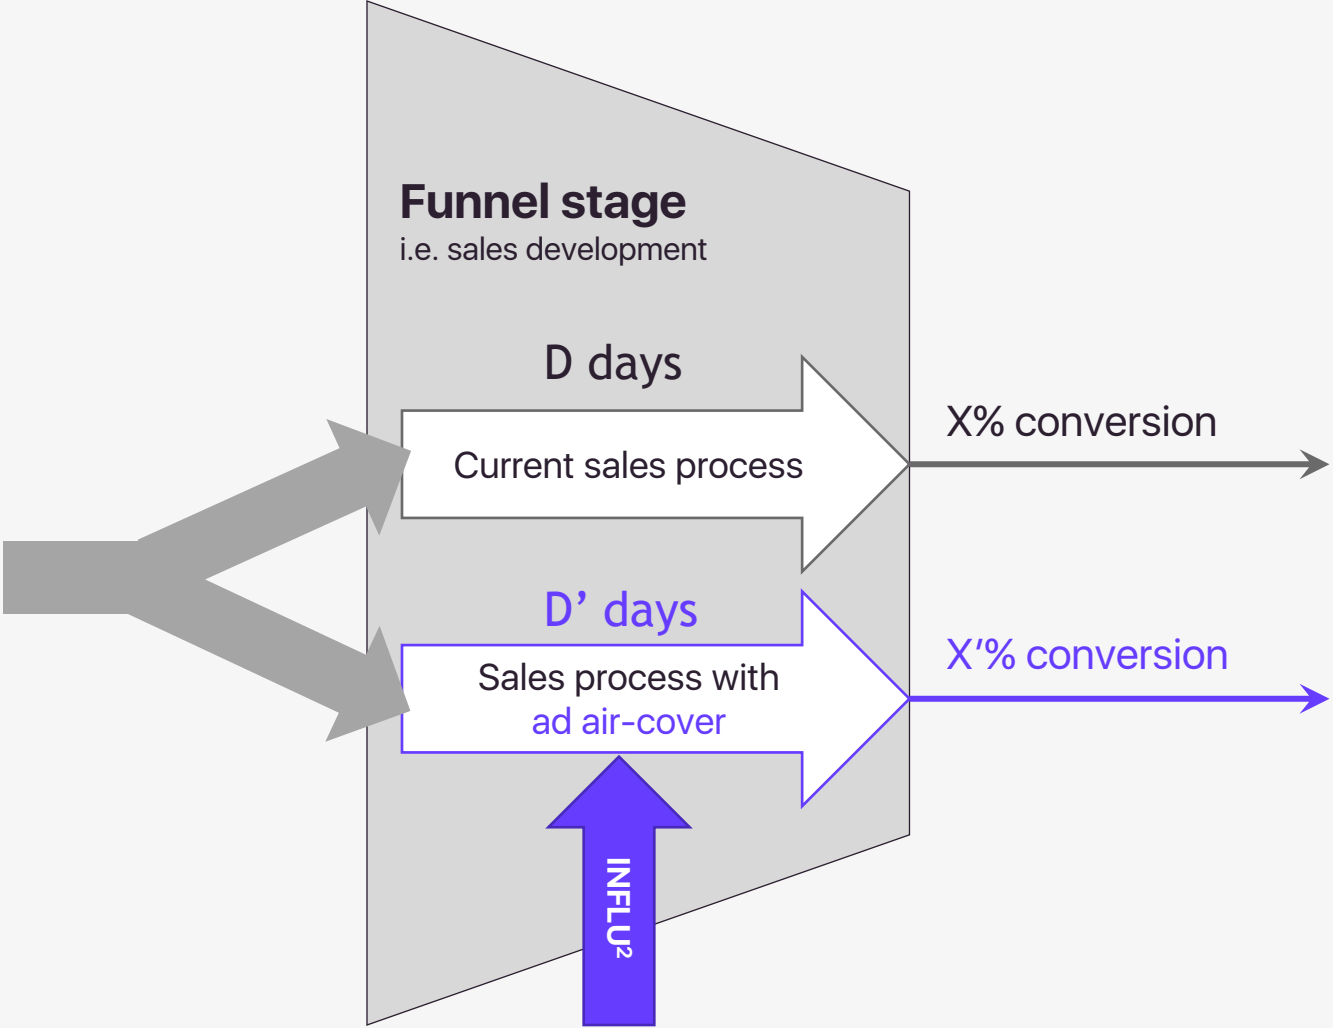 Funnel stage
i.e. sales development
D days
Current sales process
X% conversion
D’ days
Sales process with
ad air-cover
X’% conversion
INFLU²